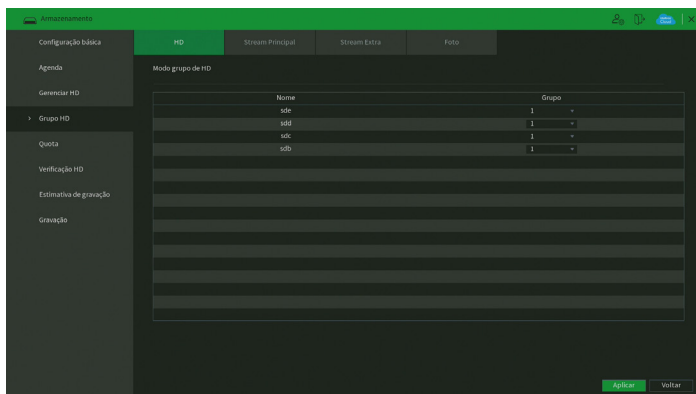 Armazenamento
Configuração básica
HD
Stream Principal
Stream Extra
Foto
Agenda
Modo grupo de HD
Gerenciar HD
Nome
Grupo
sde
1
> Grupo HD
sdd
1
sdc
1
Quota
sdb
1
Verificação HD
Estimativa de gravação
Gravação
Aplicar
Voltar